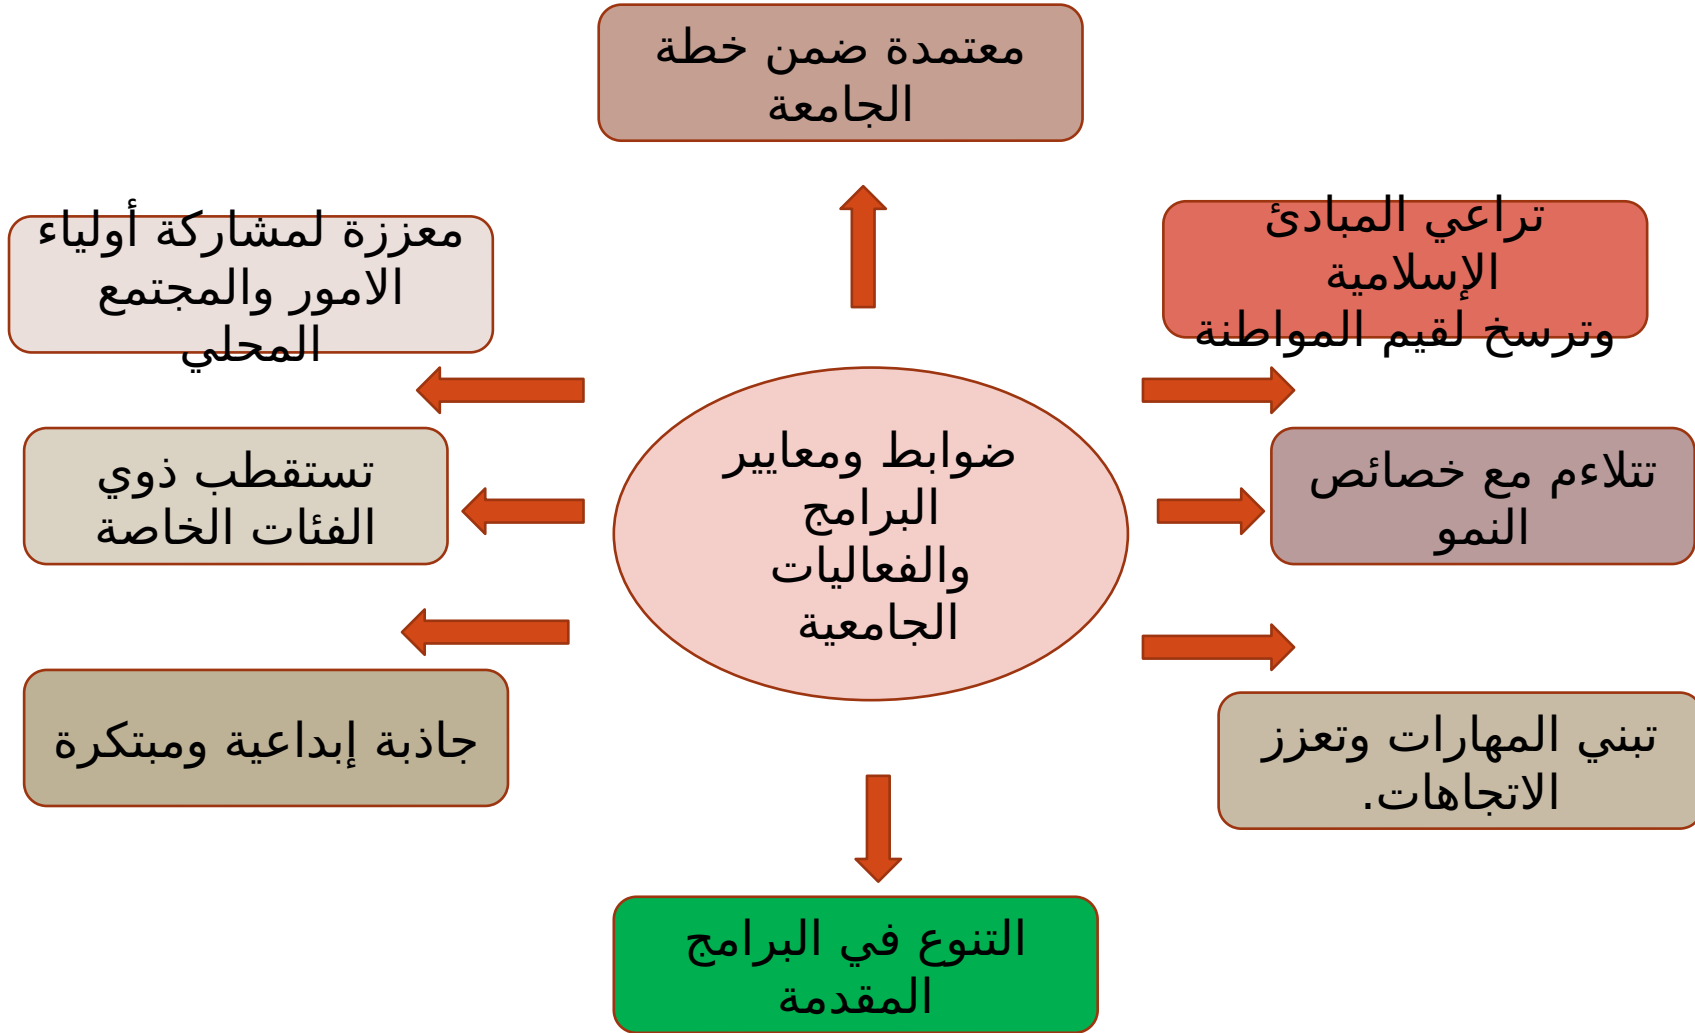 معتمدة ضمن خطة
الجامعة
تراعي المبادئ
الإسلامية
وترسخ لقيم المواطنة
معززة لمشاركة أولياء
الامور والمجتمع
المحلي
ضوابط ومعايير
البرامج
والفعاليات
الجامعية
تتلاءم مع خصائص
النمو
تستقطب ذوي
الفئات الخاصة
تبني المهارات وتعزز
الاتجاهات.
جاذبة إبداعية ومبتكرة
التنوع في البرامج
المقدمة